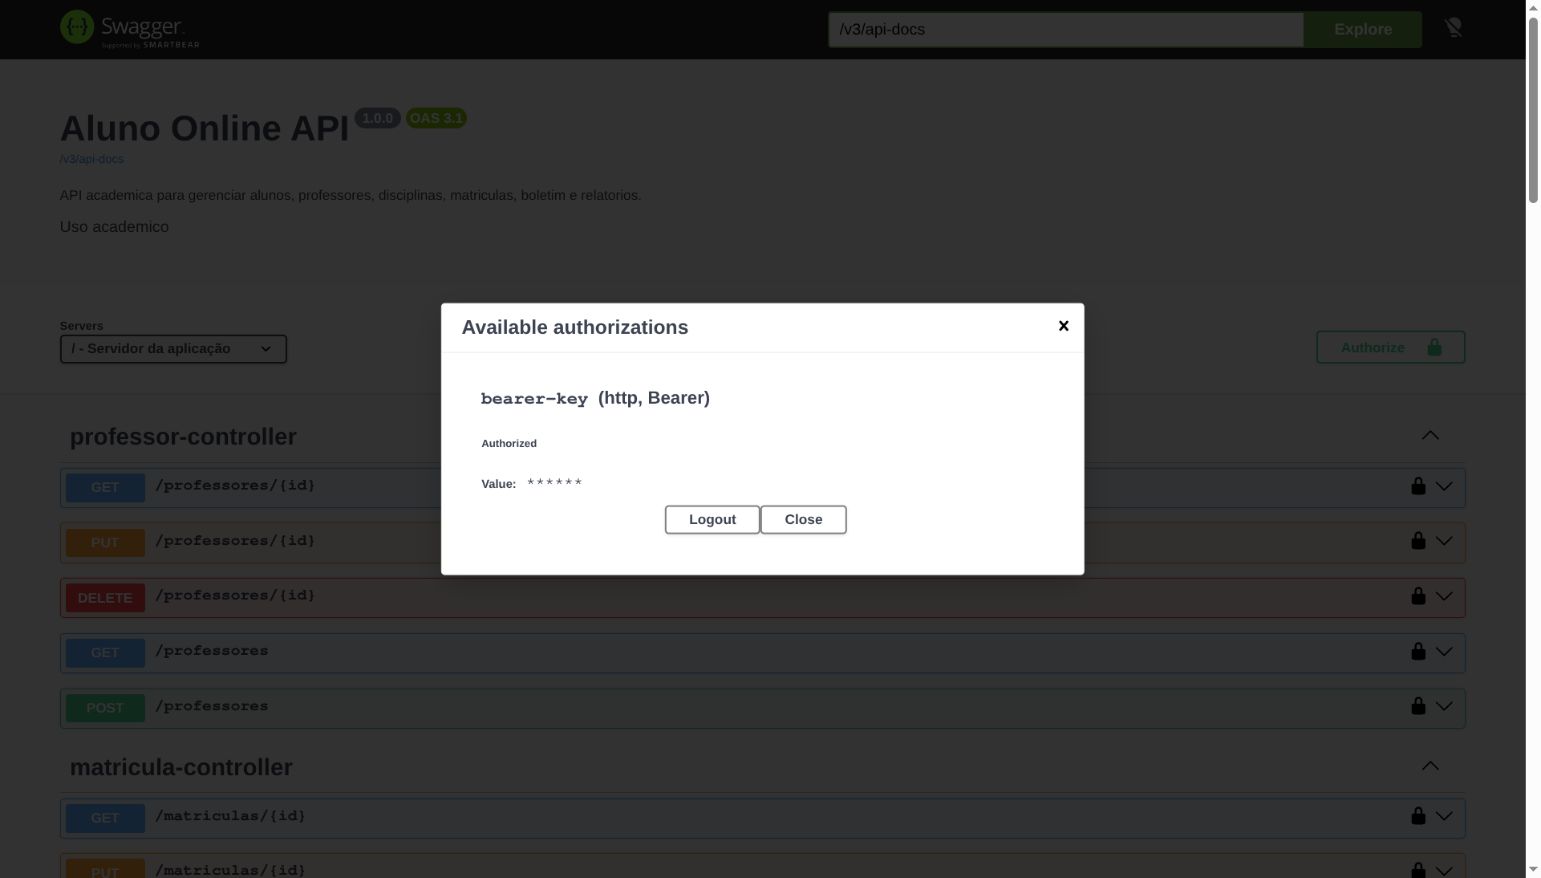 Swagger
Supported by SMARTBEAR
/v3/api-docs
Explore
Aluno Online API 1.0.0 OAS 3.1
/v3/api-docs
API academica para gerenciar alunos, professores, disciplinas, matriculas, boletim e relatorios.
Uso academico
Servers
/ - Servidor da aplicação
Authorize
Available authorizations
bearer-key (http, Bearer)
Authorized
Value: ******
Logout
Close
professor-controller
GET /professores/{id}
PUT /professores/{id}
DELETE /professores/{id}
GET /professores
POST /professores
matricula-controller
GET /matriculas/{id}
PUT /matriculas/{id}